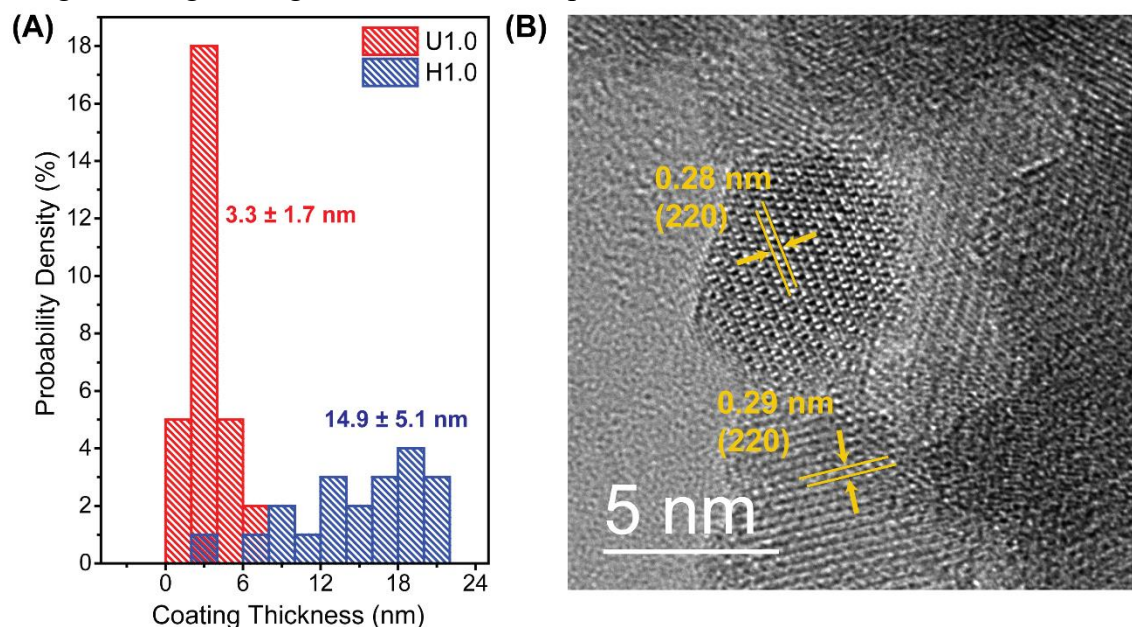 (A)
18
16
14
12
10
8
6
4
2
0
Probability Density (%)
U1.0
H1.0
3.3 ± 1.7 nm
14.9 ± 5.1 nm
0 6 12 18 24
Coating Thickness (nm)
(B)
0.28 nm
(220)
0.29 nm
(220)
5 nm